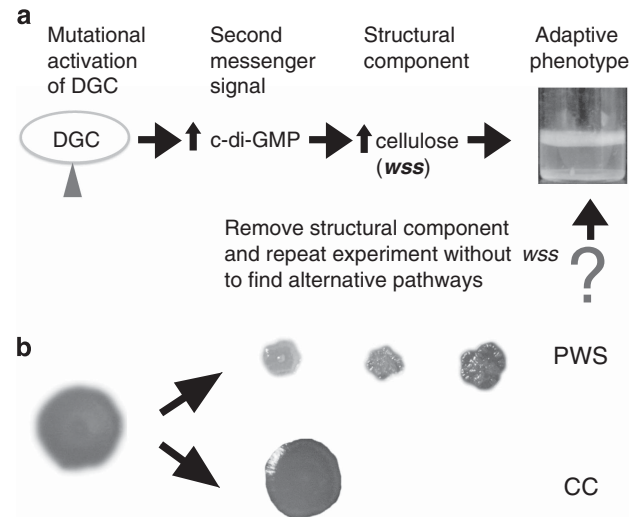 a
Mutational
activation
of DGC
Second
messenger
signal
Structural
component
Adaptive
phenotype
DGC
c-di-GMP
cellulose
(wss)
Remove structural component
and repeat experiment without wss
to find alternative pathways
?
b
PWS
CC